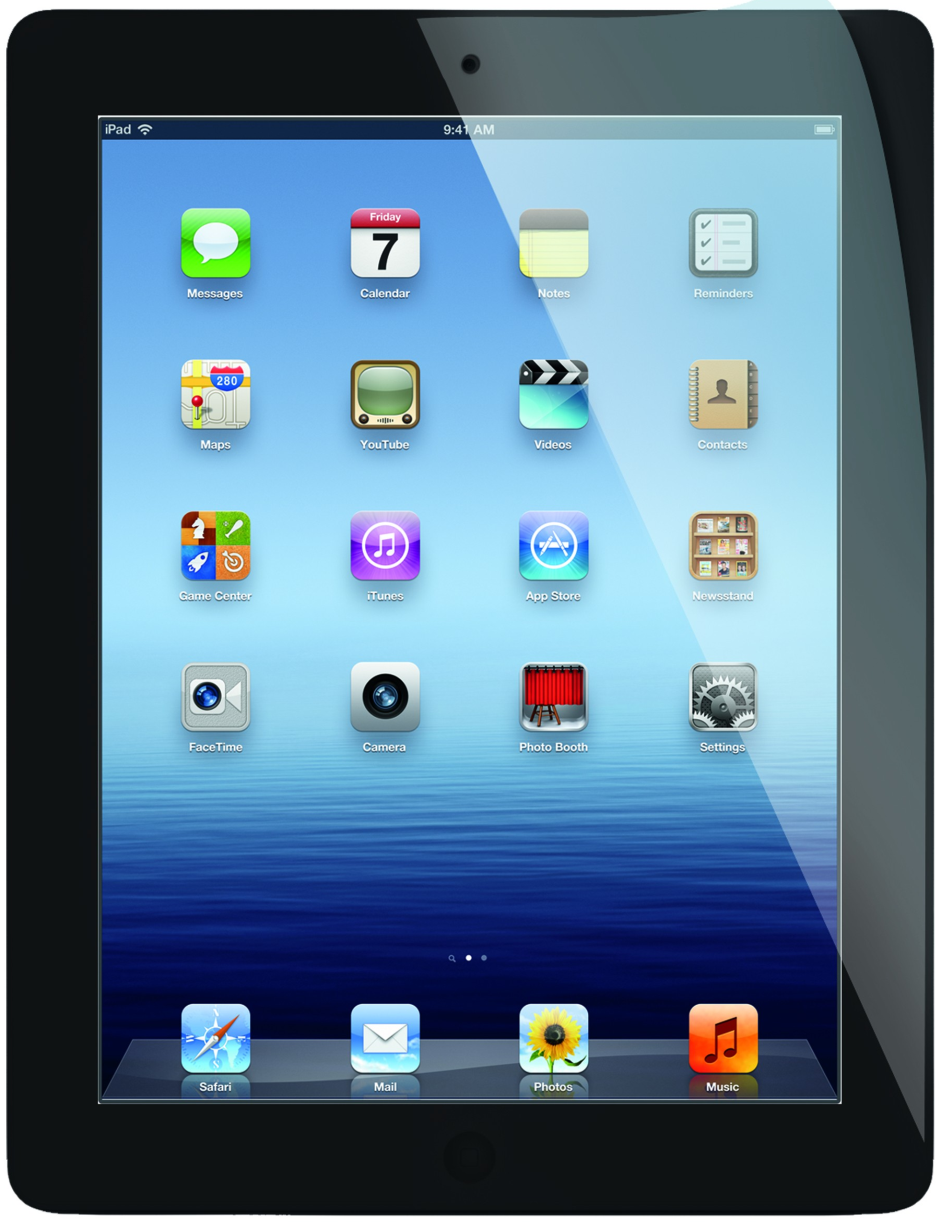 iPad
9:41 AM
Friday
7
Messages
Calendar
Notes
Reminders
280
Maps
YouTube
Videos
Contacts
Game Center
iTunes
App Store
Newsstand
FaceTime
Camera
Photo Booth
Settings
Safari
Mail
Photos
Music